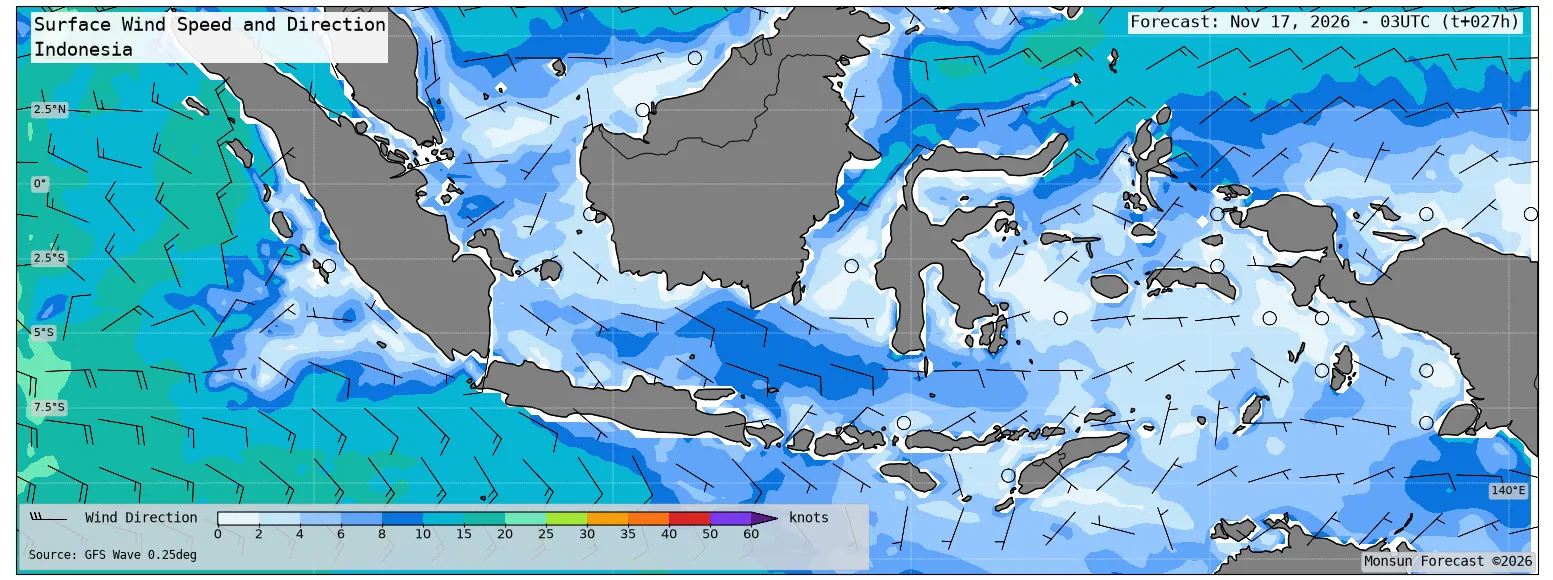 Surface Wind Speed and Direction
Indonesia
Forecast: Nov 17, 2026 - 03UTC (t+027h)
2.5°N
0°
2.5°S
5°S
7.5°S
140°E
Wind Direction
0 2 4 6 8 10 15 20 25 30 35 40 50 60
knots
Source: GFS Wave 0.25deg
Monsun Forecast ©2026